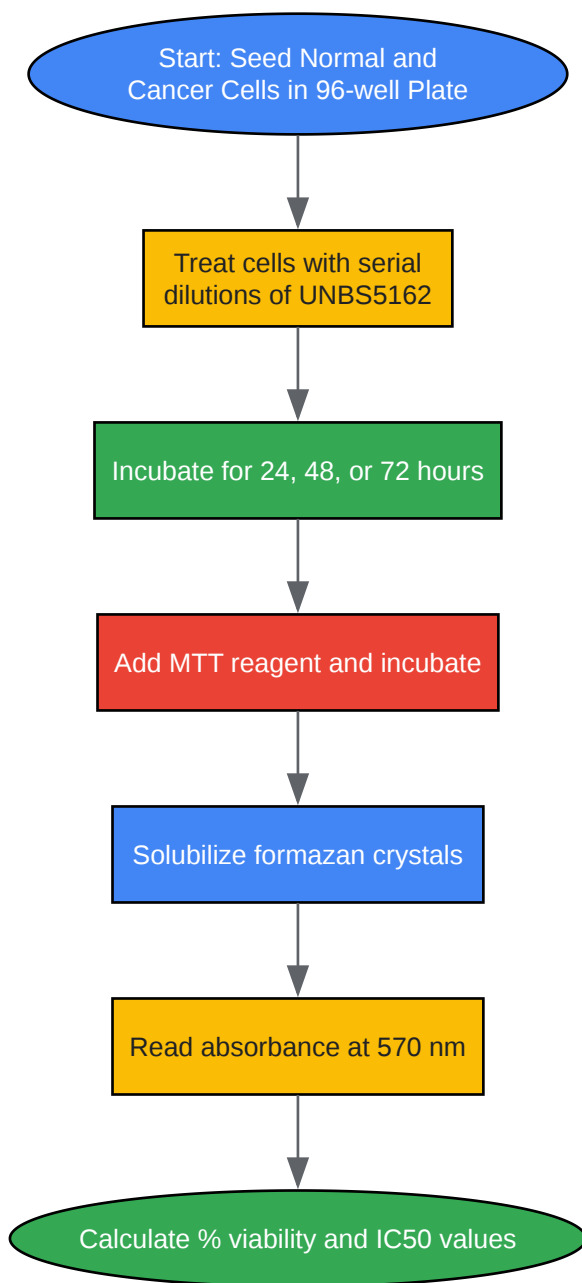 Start: Seed Normal and
Cancer Cells in 96-well Plate
Treat cells with serial
dilutions of UNBS5162
Incubate for 24, 48, or 72 hours
Add MTT reagent and incubate
Solubilize formazan crystals
Read absorbance at 570 nm
Calculate % viability and IC50 values